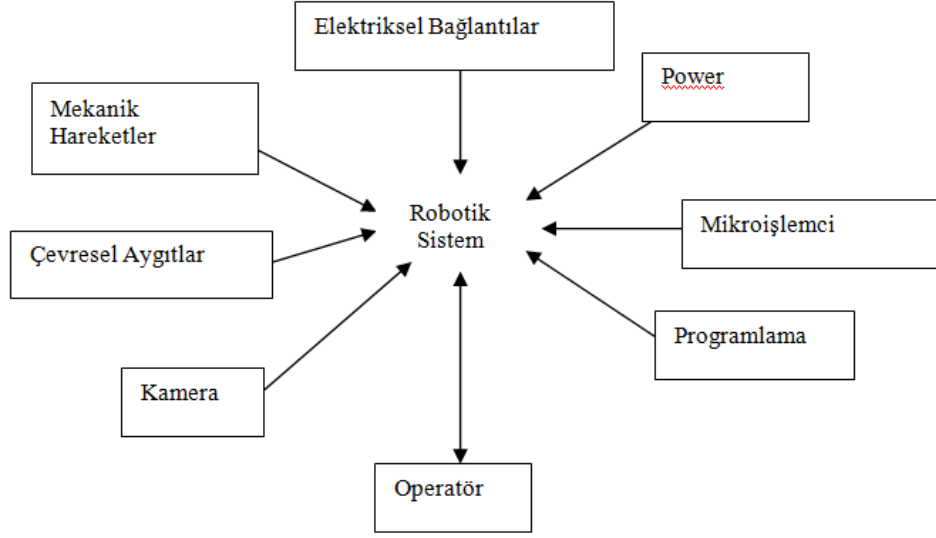 Elektriksel Bağlantılar
Power
Mekanik
Hareketler
Robotik
Sistem
Mikroişlemci
Çevresel Aygıtlar
Programlama
Kamera
Operatör